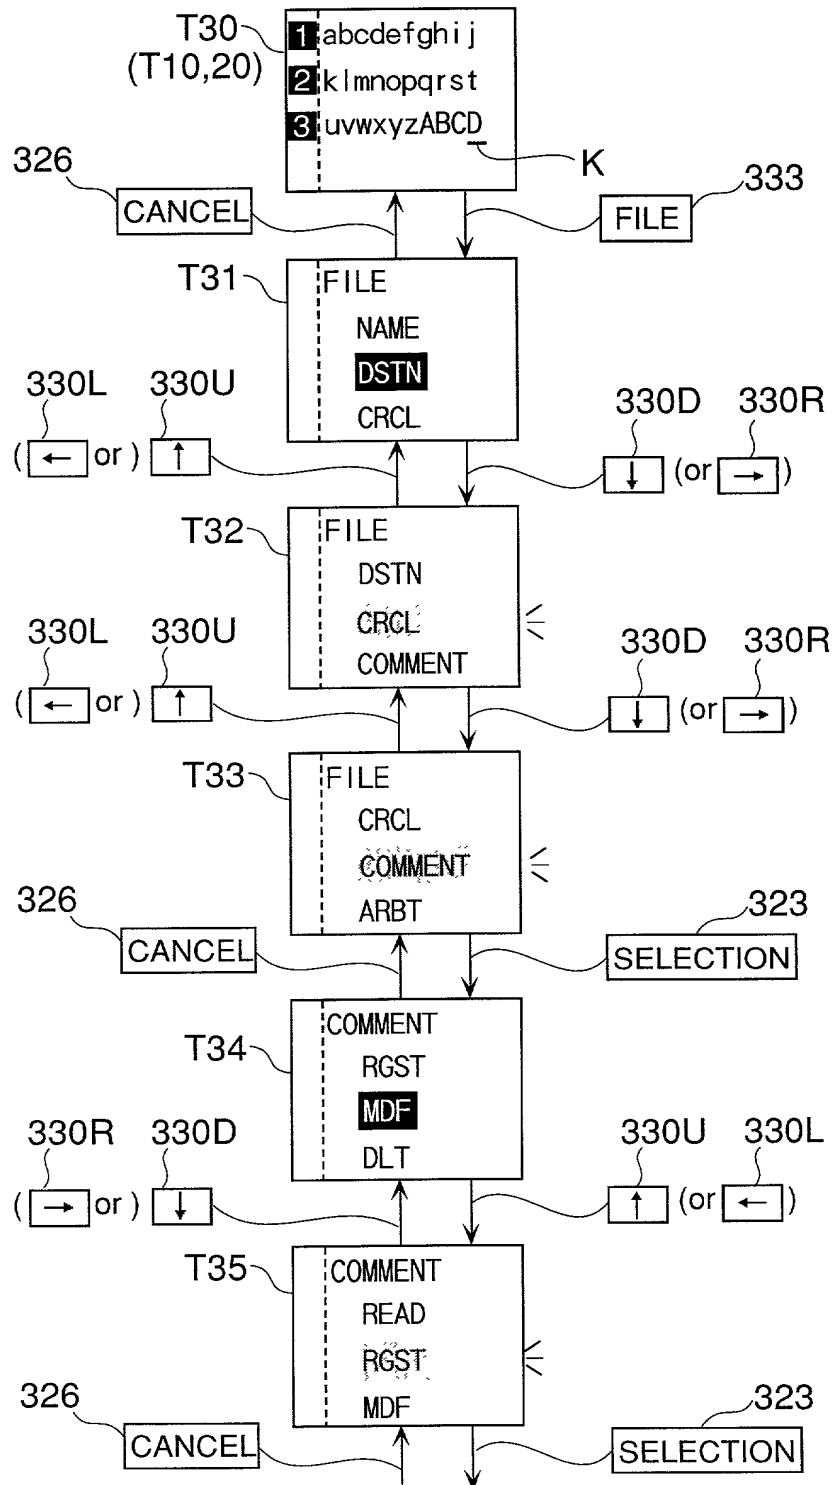 T30
(T10,20)
1 abcdefghij
2 klmnopqrst
3 uvwxyzABCD
K
326
CANCEL
333
FILE
T31
FILE
NAME
DSTN
CRCL
330L 330U
(← or) ↑
330D 330R
↓ (or →)
T32
FILE
DSTN
CRCL
COMMENT
330L 330U
(← or) ↑
330D 330R
↓ (or →)
T33
FILE
CRCL
COMMENT
ARBT
326
CANCEL
323
SELECTION
T34
COMMENT
RGST
MDF
DLT
330R 330D
(→ or) ↓
330U 330L
↑ (or ←)
T35
COMMENT
READ
RGST
MDF
326
CANCEL
323
SELECTION